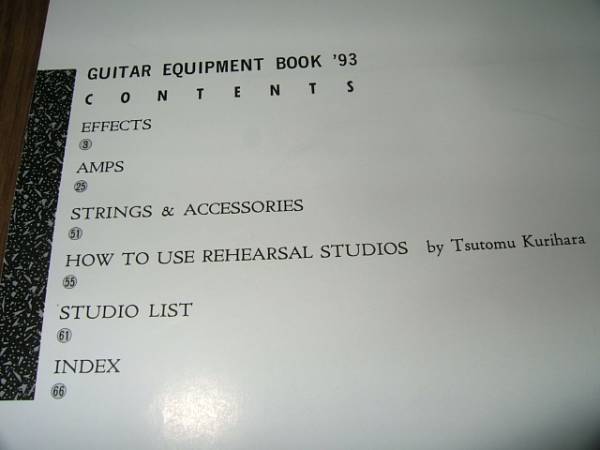 GUITAR EQUIPMENT BOOK '93
CONTENTS
EFFECTS
③
AMPS
㉕
STRINGS & ACCESSORIES
51
HOW TO USE REHEARSAL STUDIOS by Tsutomu Kurihara
55
STUDIO LIST
61
INDEX
66